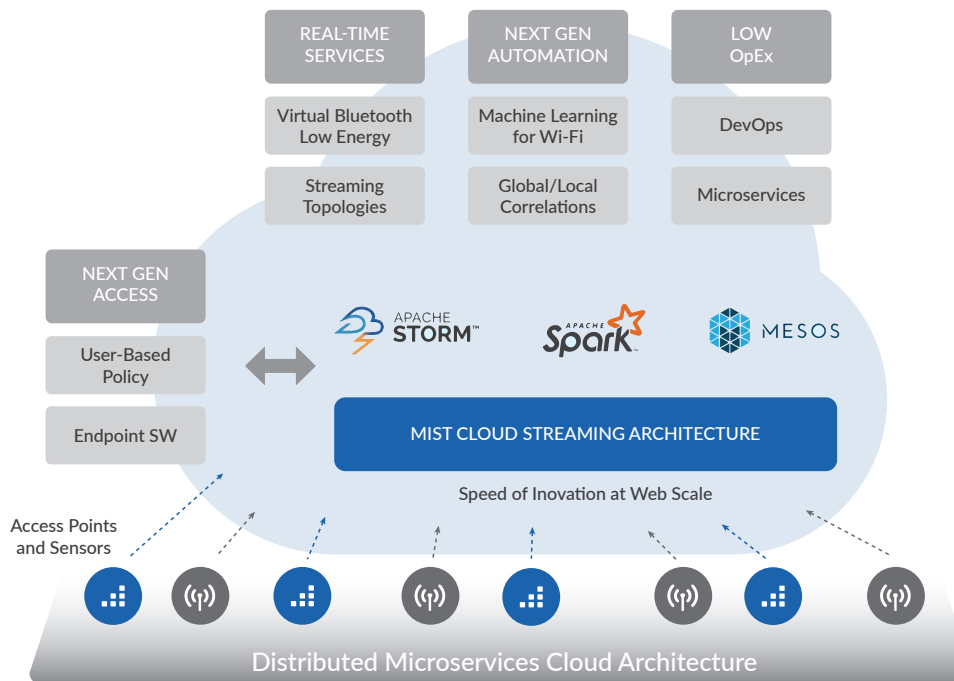 REAL-TIME
SERVICES
NEXT GEN
AUTOMATION
LOW
OpEx
Virtual Bluetooth
Low Energy
Machine Learning
for Wi-Fi
DevOps
Streaming
Topologies
Global/Local
Correlations
Microservices
NEXT GEN
ACCESS
User-Based
Policy
Endpoint SW
APACHE
STORM™
APACHE
Spark™
MESOS
MIST CLOUD STREAMING ARCHITECTURE
Speed of Inovation at Web Scale
Access Points
and Sensors
Distributed Microservices Cloud Architecture